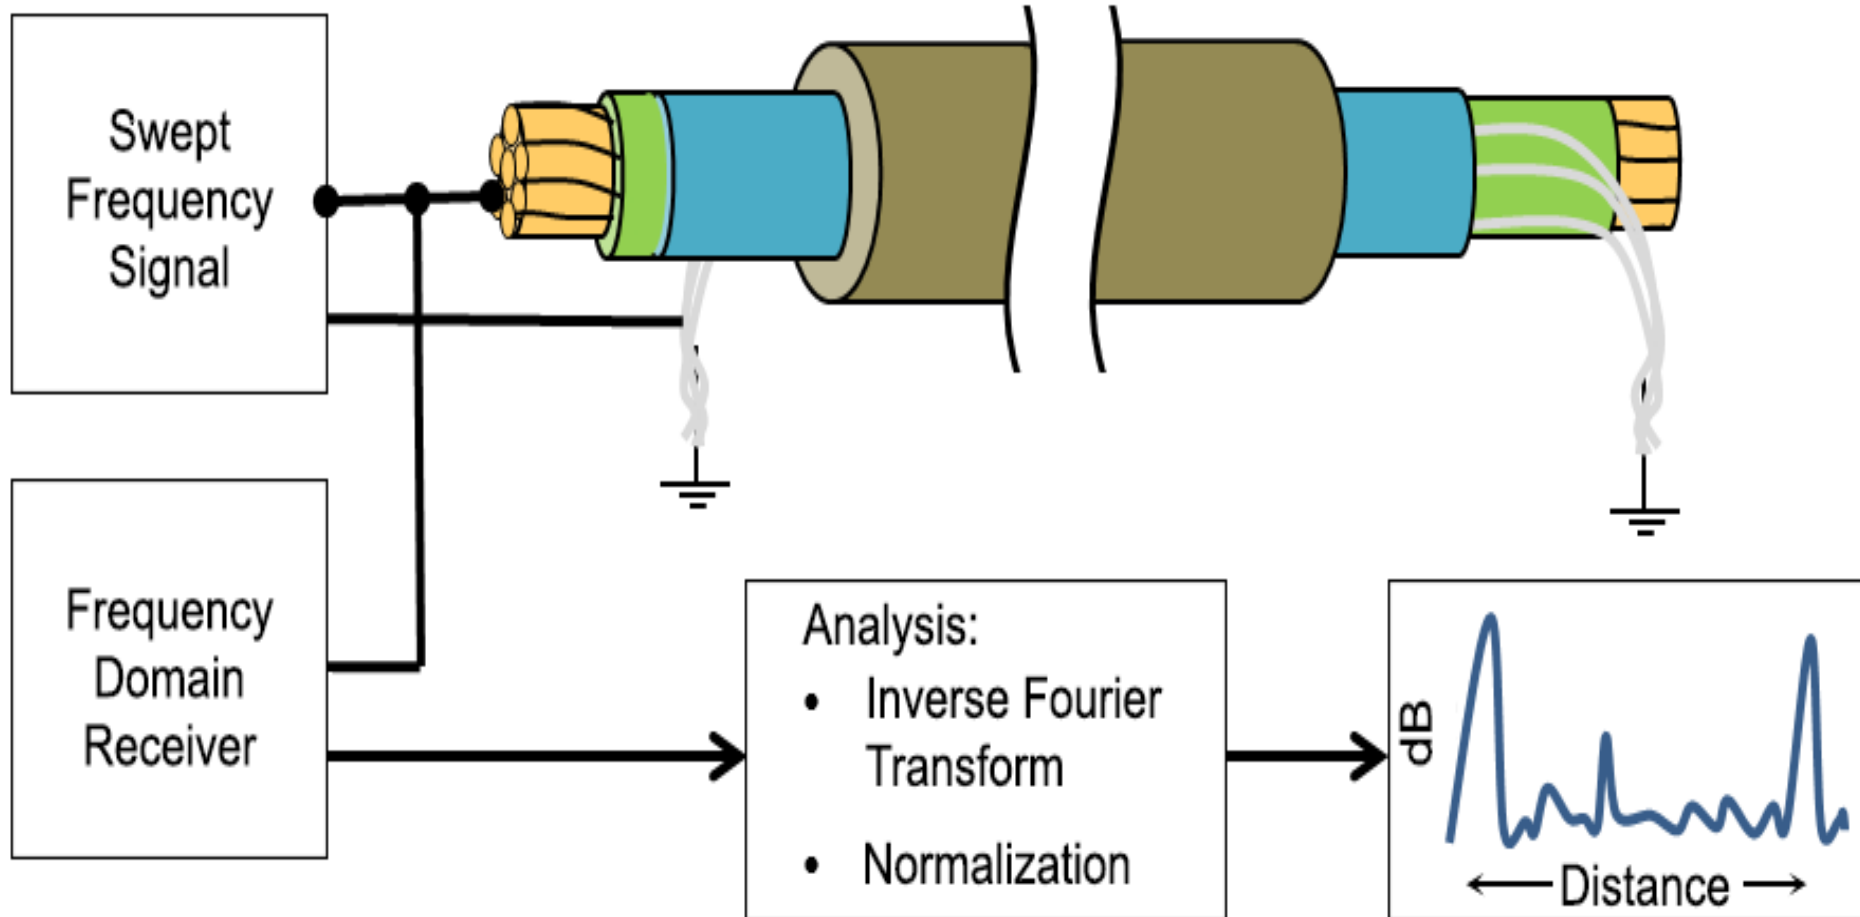 Swept
Frequency
Signal
Frequency
Domain
Receiver
Analysis:
• Inverse Fourier
Transform
• Normalization
dB
Distance